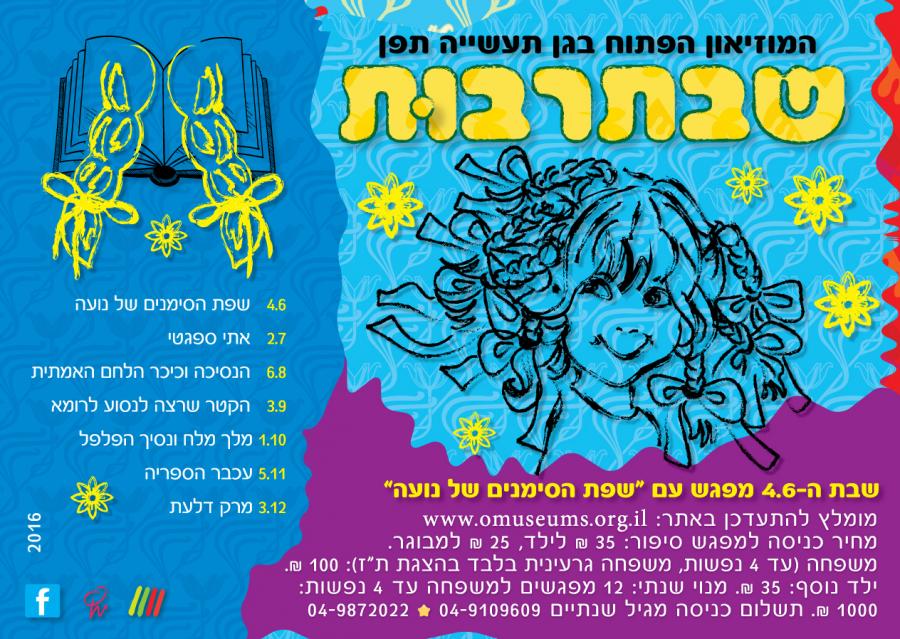 המוזיאון הפתוח בגן תעשייה תפן
שבתרבות
שבת ה-4.6 מפגש עם "שפת הסימנים של נועה"
מומלץ להתעדכן באתר: www.omuseums.org.il
מחיר כניסה למפגש סיפור: 35 ₪ לילד, 25 ₪ למבוגר.
משפחה (עד 4 נפשות, משפחה גרעינית בלבד בהצגת ת"ז): 100 ₪.
ילד נוסף: 35 ₪. מנוי שנתי: 12 מפגשים למשפחה עד 4 נפשות:
1000 ₪. תשלום כניסה מגיל שנתיים 04-9109609 04-9872022
4.6 שפת הסימנים של נועה
2.7 אתי ספגטי
6.8 הנסיכה וכיכר הלחם האמתית
3.9 הקטר שרצה לנסוע לרומא
1.10 מלך מלח ונסיך הפלפל
5.11 עכבר הספריה
3.12 מרק דלעת
2016
f